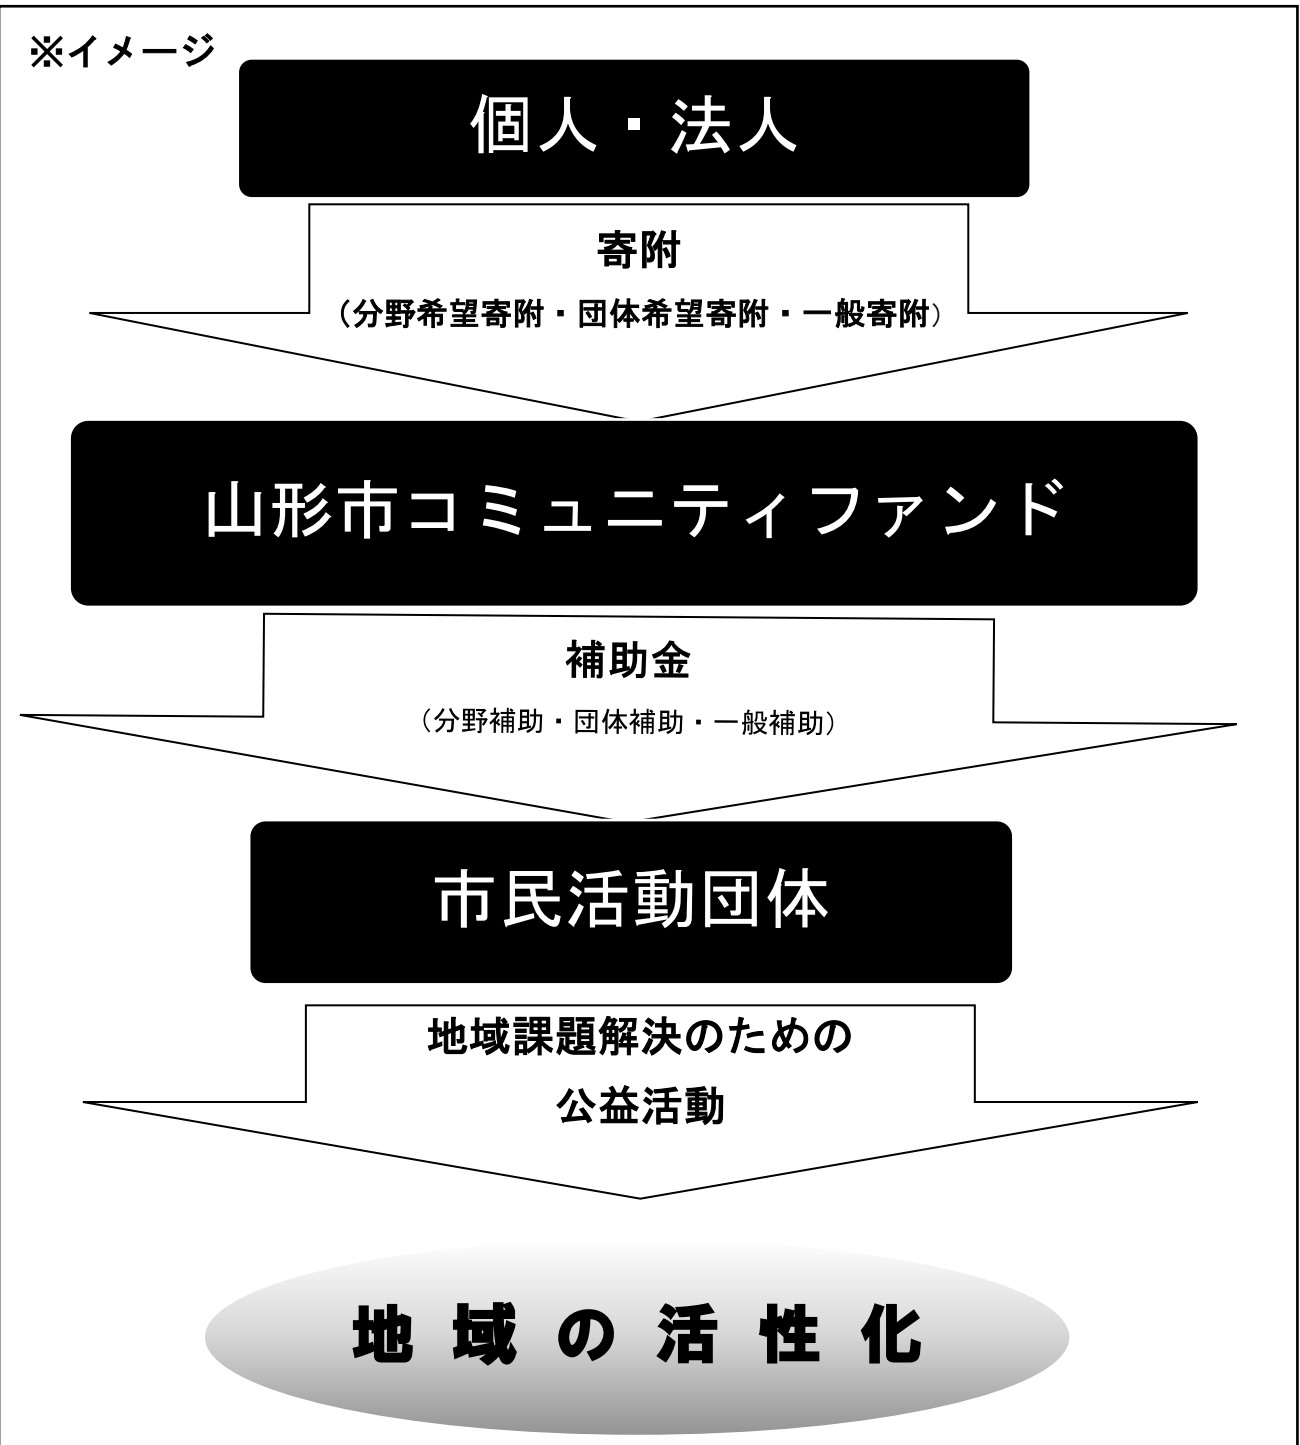 ※イメージ
個人・法人
寄附
（分野希望寄附・団体希望寄附・一般寄附）
山形市コミュニティファンド
補助金
（分野補助・団体補助・一般補助）
市民活動団体
地域課題解決のための
公益活動
地域の活性化